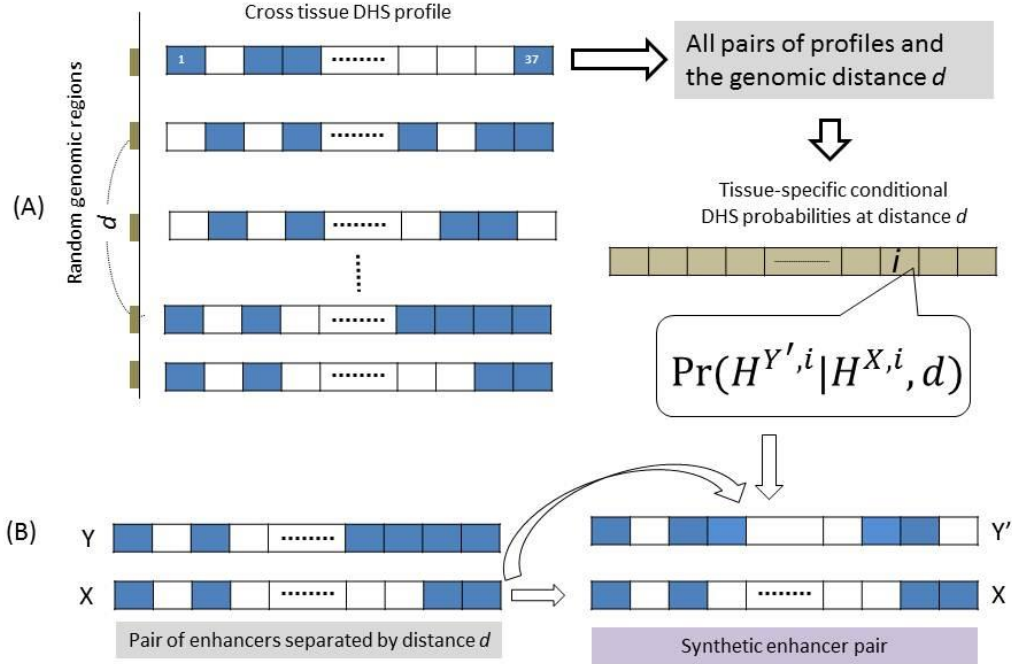 Cross tissue DHS profile
(A)
Random genomic regions
d
1
37
All pairs of profiles and
the genomic distance d
Tissue-specific conditional
DHS probabilities at distance d
i
Pr(H^{Y',i}|H^{X,i}, d)
(B)
Y
X
Pair of enhancers separated by distance d
Y'
X
Synthetic enhancer pair